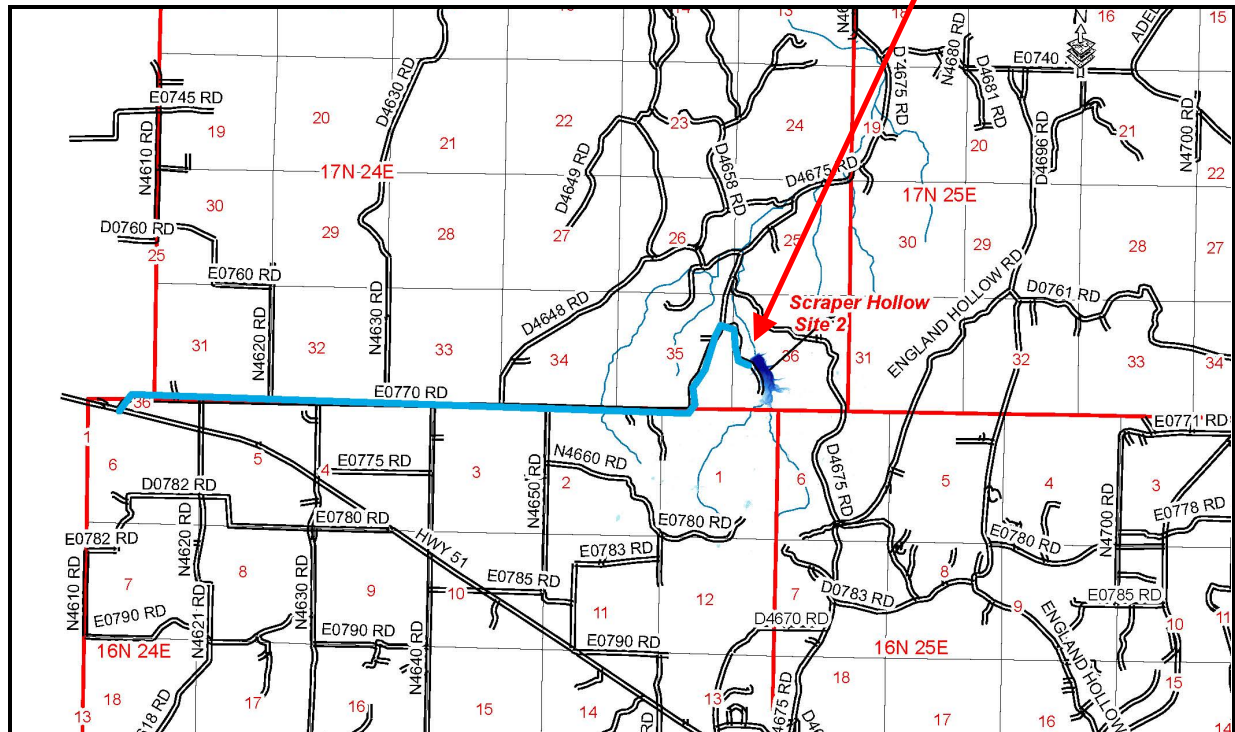 13
18
N4680 RD
16
ADEL
15
N
E0740
D4675 RD
D4681 RD
E0745 RD
19
20
D4630 RD
21
22
23
24
19
20
D4696 RD
21
N4700 RD
22
N4610 RD
17N 24E
D4649 RD
D4658 RD
D4675 RD
17N 25E
30
D0760 RD
25
29
28
27
26
25
30
29
28
27
E0760 RD
N4620 RD
N4630 RD
D4648 RD
ENGLAND HOLLOW RD
D0761 RD
Scraper Hollow
Site 2
31
32
33
34
35
36
31
32
33
34
E0770 RD
36
1
6
5
4
E0775 RD
3
N4650 RD
2
N4660 RD
1
6
D4675 RD
5
4
N4700 RD
3
E0771 RD
E0778 RD
D0782 RD
N4620 RD
E0780 RD
HWY 51
E0780 RD
E0780 RD
E0782 RD
N4610 RD
7
8
N4630 RD
9
10
E0783 RD
E0785 RD
11
12
7
D0783 RD
8
9
E0785 RD
10
11
E0790 RD
N4621 RD
E0790 RD
N4640 RD
E0790 RD
D4670 RD
ENGLAND HOLLOW
16N 24E
16N 25E
13
18
17
16
15
14
13
18
17
16
15
14
618 RD
RD
4675 RD